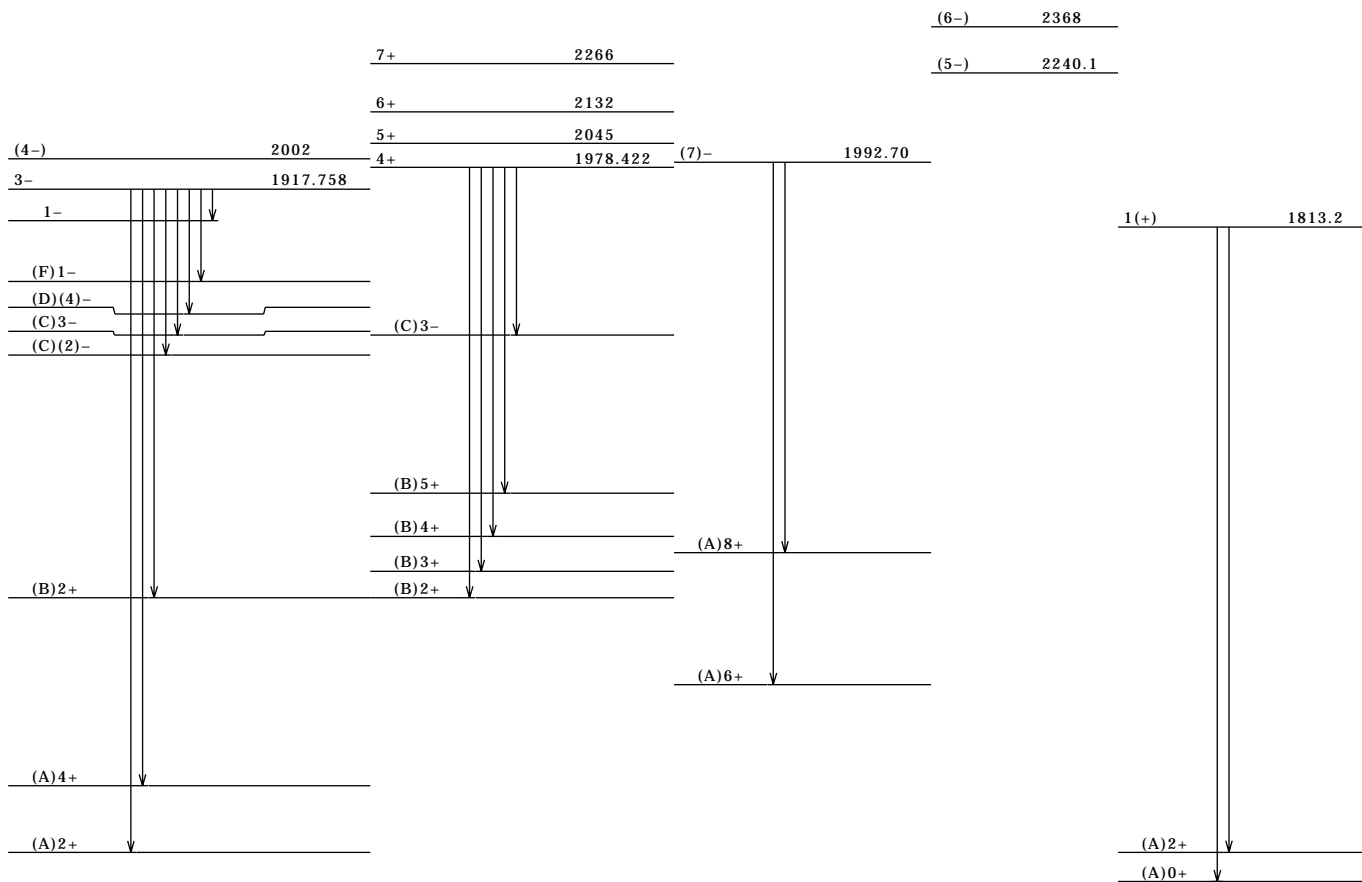 (6–) 2368
7+ 2266
(5–) 2240.1
6+ 2132
5+ 2045
(4–) 2002
4+ 1978.422
(7)– 1992.70
3– 1917.758
1–
1(+) 1813.2
(F)1–
(D)(4)–
(C)3–
(C)3–
(C)(2)–
(B)5+
(B)4+
(A)8+
(B)3+
(B)2+
(B)2+
(A)6+
(A)4+
(A)2+
(A)2+
(A)0+